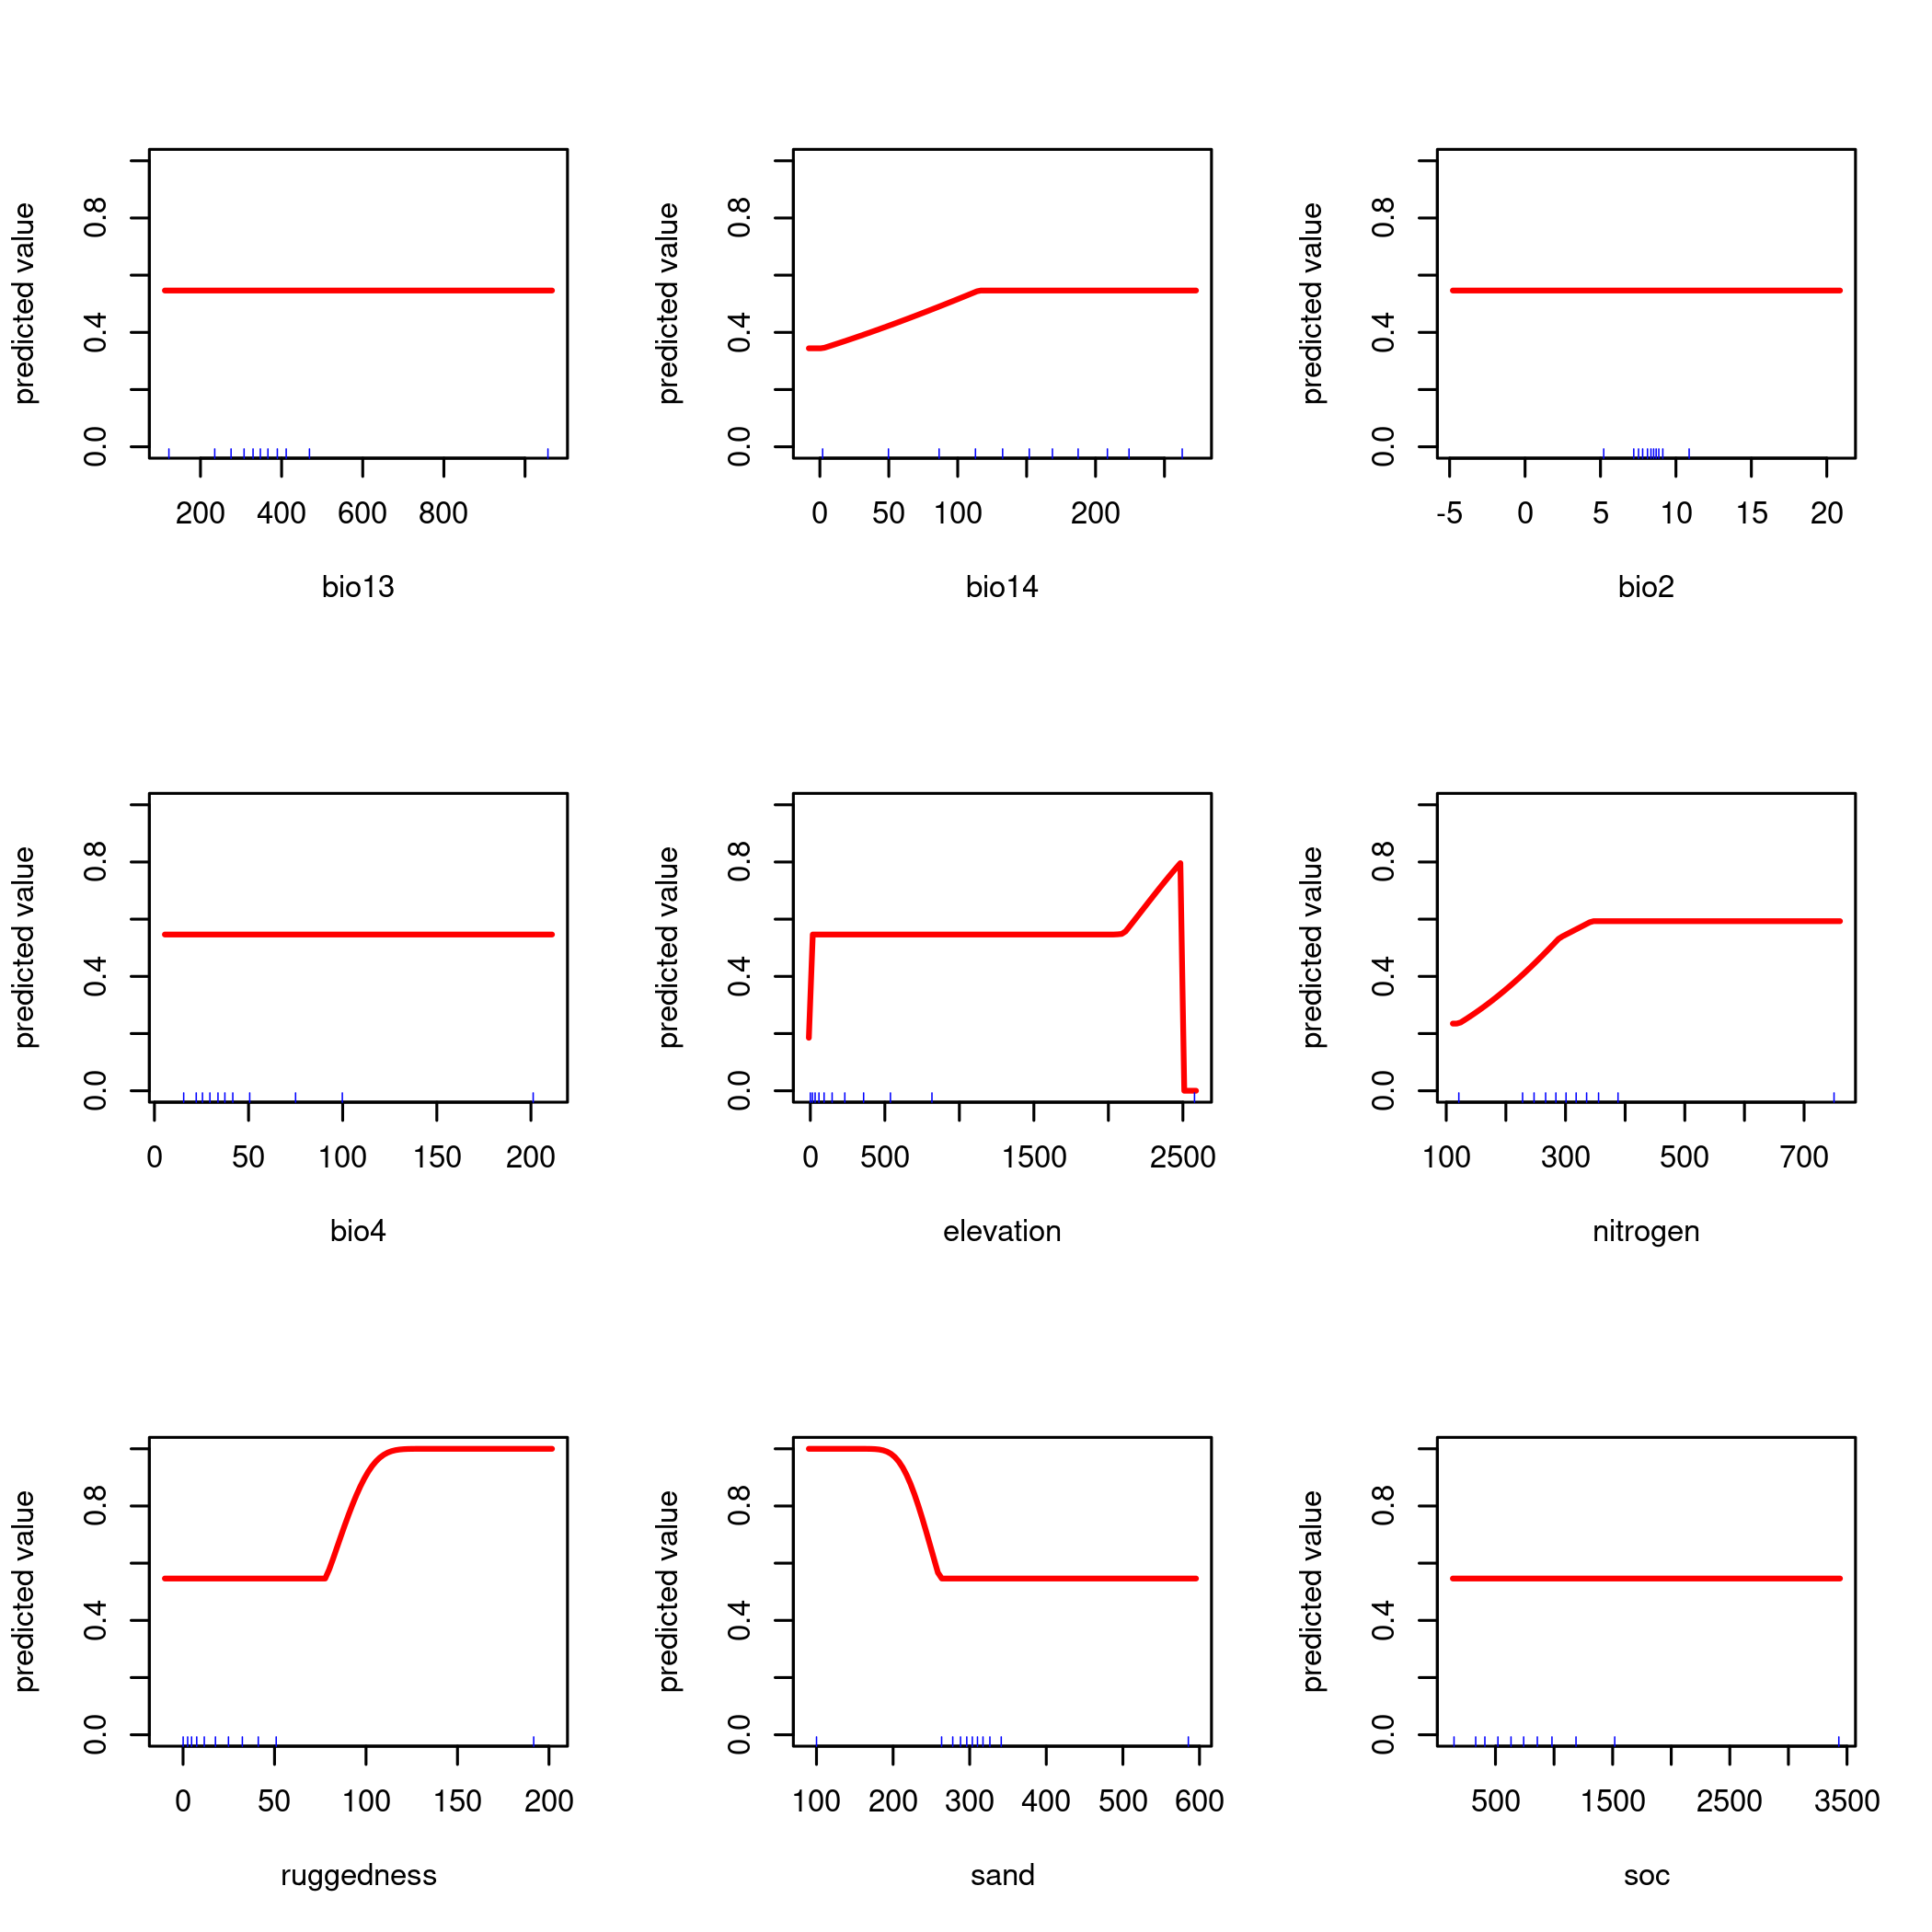 predicted value
0.0 0.4 0.8
200 400 600 800
bio13
predicted value
0.0 0.4 0.8
0 50 100 200
bio14
predicted value
0.0 0.4 0.8
-5 0 5 10 15 20
bio2
predicted value
0.0 0.4 0.8
0 50 100 150 200
bio4
predicted value
0.0 0.4 0.8
0 500 1500 2500
elevation
predicted value
0.0 0.4 0.8
100 300 500 700
nitrogen
predicted value
0.0 0.4 0.8
0 50 100 150 200
ruggedness
predicted value
0.0 0.4 0.8
100 200 300 400 500 600
sand
predicted value
0.0 0.4 0.8
500 1500 2500 3500
soc